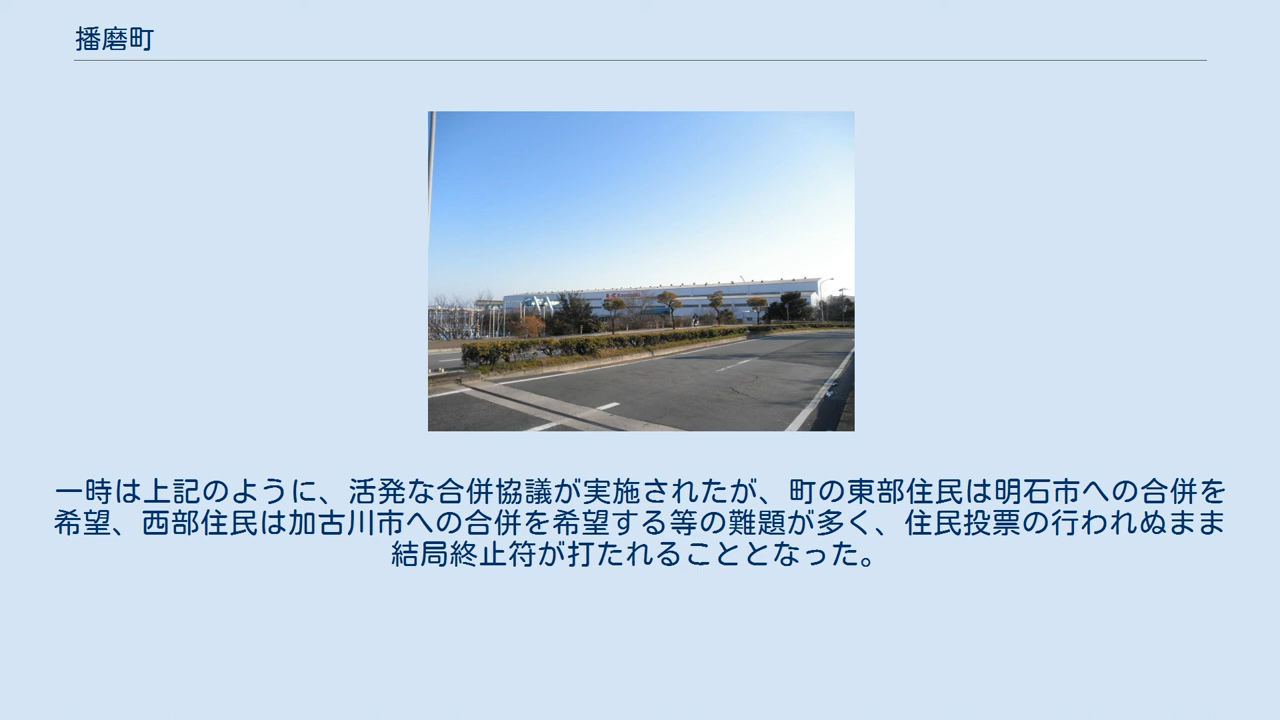 播磨町
一時は上記のように、活発な合併協議が実施されたが、町の東部住民は明石市への合併を
希望、西部住民は加古川市への合併を希望する等の難題が多く、住民投票の行われぬまま
結局終止符が打たれることとなった。